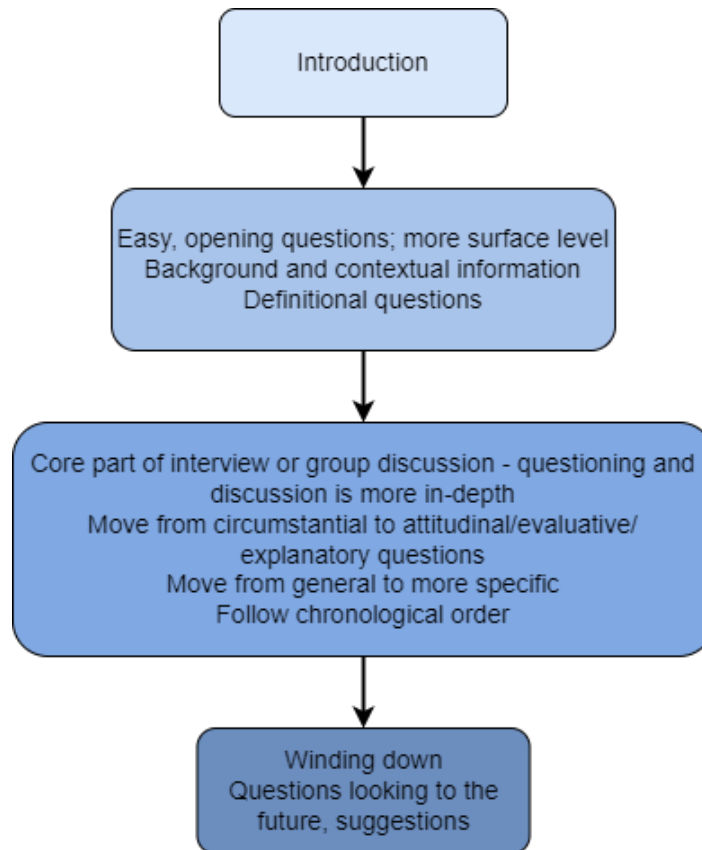 Introduction
Easy, opening questions; more surface level
Background and contextual information
Definitional questions
Core part of interview or group discussion - questioning and
discussion is more in-depth
Move from circumstantial to attitudinal/evaluative/
explanatory questions
Move from general to more specific
Follow chronological order
Winding down
Questions looking to the
future, suggestions